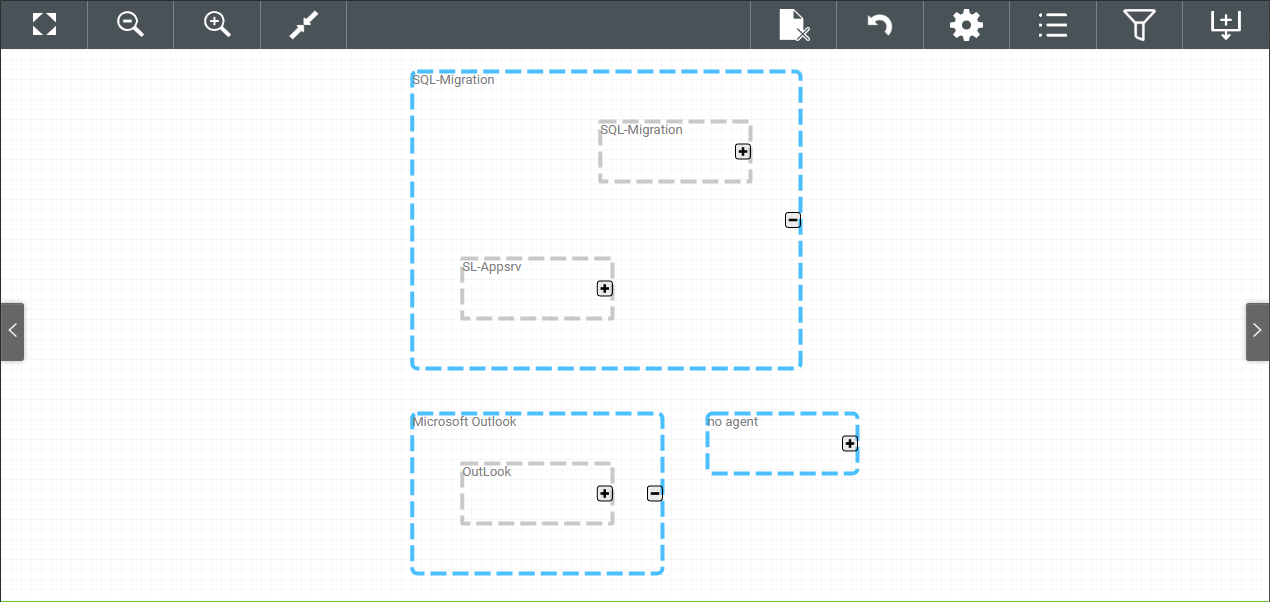 SQL-Migration
SQL-Migration
SL-Appsrv
Microsoft Outlook
no agent
OutLook